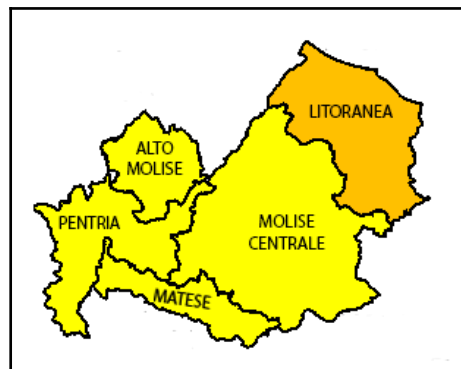 LITORANEA
ALTO
MOLISE
PENTRIA
MOLISE
CENTRALE
MATESE